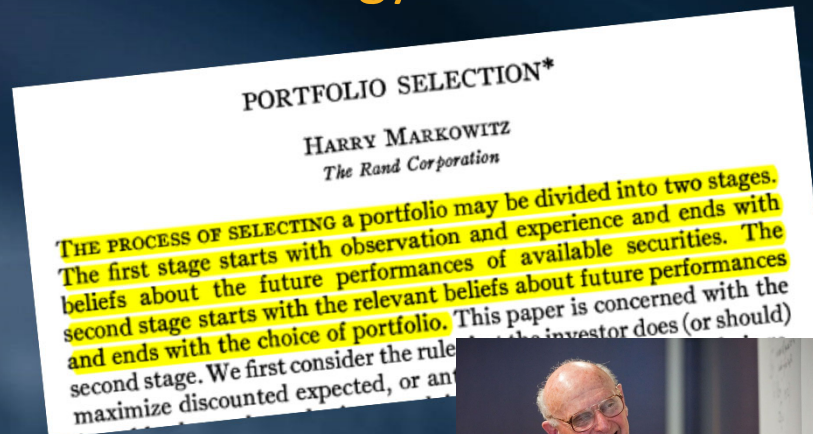 PORTFOLIO SELECTION*
HARRY MARKOWITZ
The Rand Corporation
THE PROCESS OF SELECTING a portfolio may be divided into two stages.
The first stage starts with observation and experience and ends with
beliefs about the future performances of available securities. The
second stage starts with the relevant beliefs about future performances
and ends with the choice of portfolio. This paper is concerned with the
second stage. We first consider the rule investor does (or should)
maximize discounted expected, or